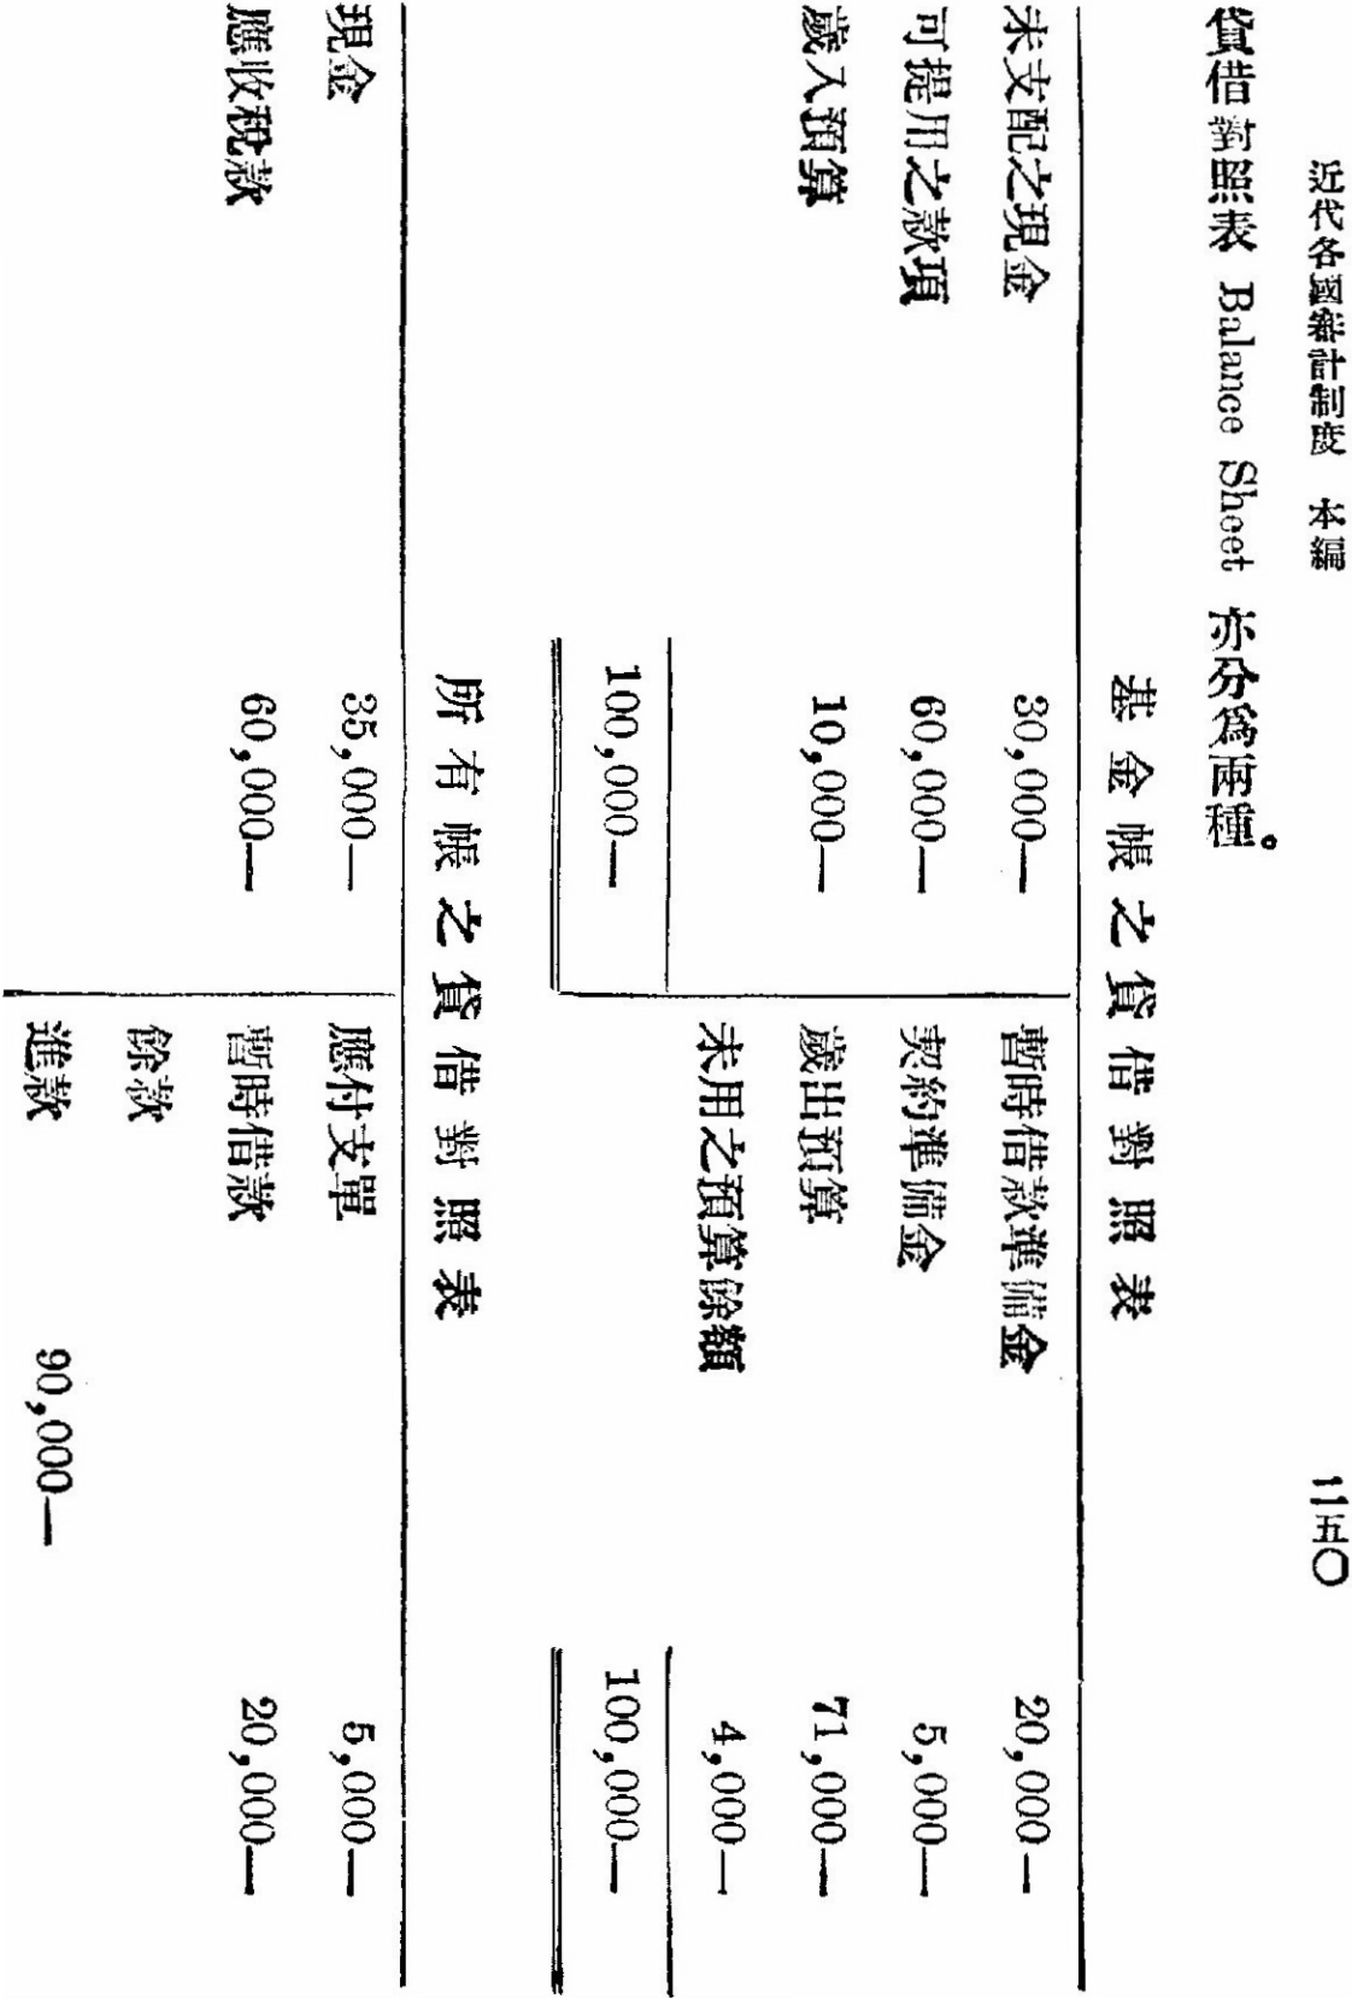 近代各國審計制度　本編
一一五〇
貸借對照表 Balance Sheet 亦分爲兩種。
基金帳之貸借對照表
未支配之現金 30,000— 暫時借款準備金 20,000—
可提用之款項 60,000— 契約準備金 5,000—
歲入預算 10,000— 歲出預算 71,000—
未用之預算餘額 4,000—
100,000— 100,000—
所有帳之貸借對照表
現金 35,000— 應付支單 5,000—
應收稅款 60,000— 暫時借款 20,000—
餘款
進款 90,000—